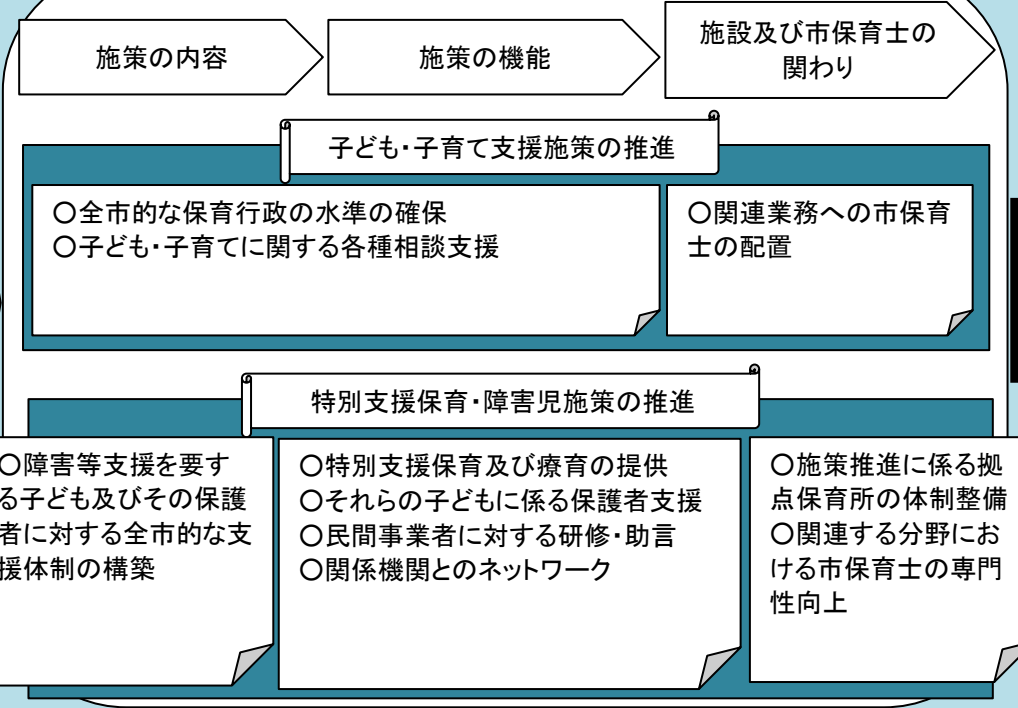 施策の内容
施策の機能
施設及び市保育士の
関わり
子ども・子育て支援施策の推進
〇全市的な保育行政の水準の確保
〇子ども・子育てに関する各種相談支援
〇関連業務への市保育
士の配置
特別支援保育・障害児施策の推進
〇障害等支援を要す
る子ども及びその保護
者に対する全市的な支
援体制の構築
〇特別支援保育及び療育の提供
〇それらの子どもに係る保護者支援
〇民間事業者に対する研修・助言
〇関係機関とのネットワーク
〇施策推進に係る拠
点保育所の体制整備
〇関連する分野にお
ける市保育士の専門
性向上